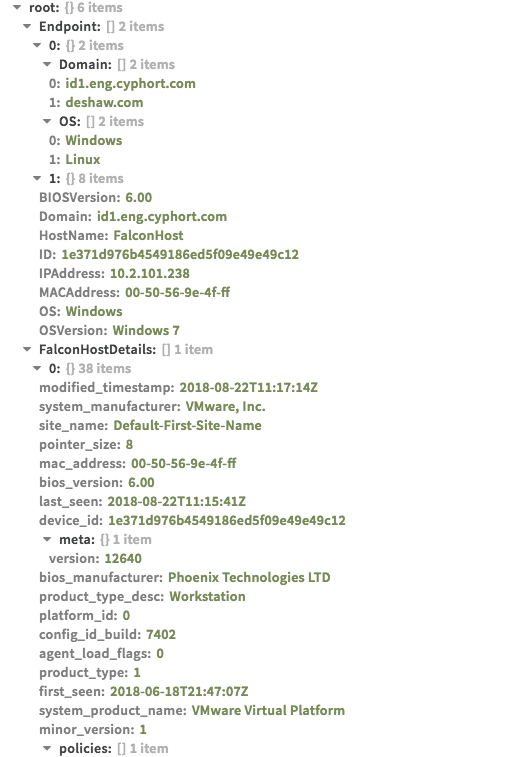 root: {} 6 items
Endpoint: [] 2 items
0: {} 2 items
Domain: [] 2 items
0: id1.eng.cyphort.com
1: deshaw.com
OS: [] 2 items
0: Windows
1: Linux
1: {} 8 items
BIOSVersion: 6.00
Domain: id1.eng.cyphort.com
HostName: FalconHost
ID: 1e371d976b4549186ed5f09e49e49c12
IPAddress: 10.2.101.238
MACAddress: 00-50-56-9e-4f-ff
OS: Windows
OSVersion: Windows 7
FalconHostDetails: [] 1 item
0: {} 38 items
modified_timestamp: 2018-08-22T11:17:14Z
system_manufacturer: VMware, Inc.
site_name: Default-First-Site-Name
pointer_size: 8
mac_address: 00-50-56-9e-4f-ff
bios_version: 6.00
last_seen: 2018-08-22T11:15:41Z
device_id: 1e371d976b4549186ed5f09e49e49c12
meta: {} 1 item
version: 12640
bios_manufacturer: Phoenix Technologies LTD
product_type_desc: Workstation
platform_id: 0
config_id_build: 7402
agent_load_flags: 0
product_type: 1
first_seen: 2018-06-18T21:47:07Z
system_product_name: VMware Virtual Platform
minor_version: 1
policies: [] 1 item